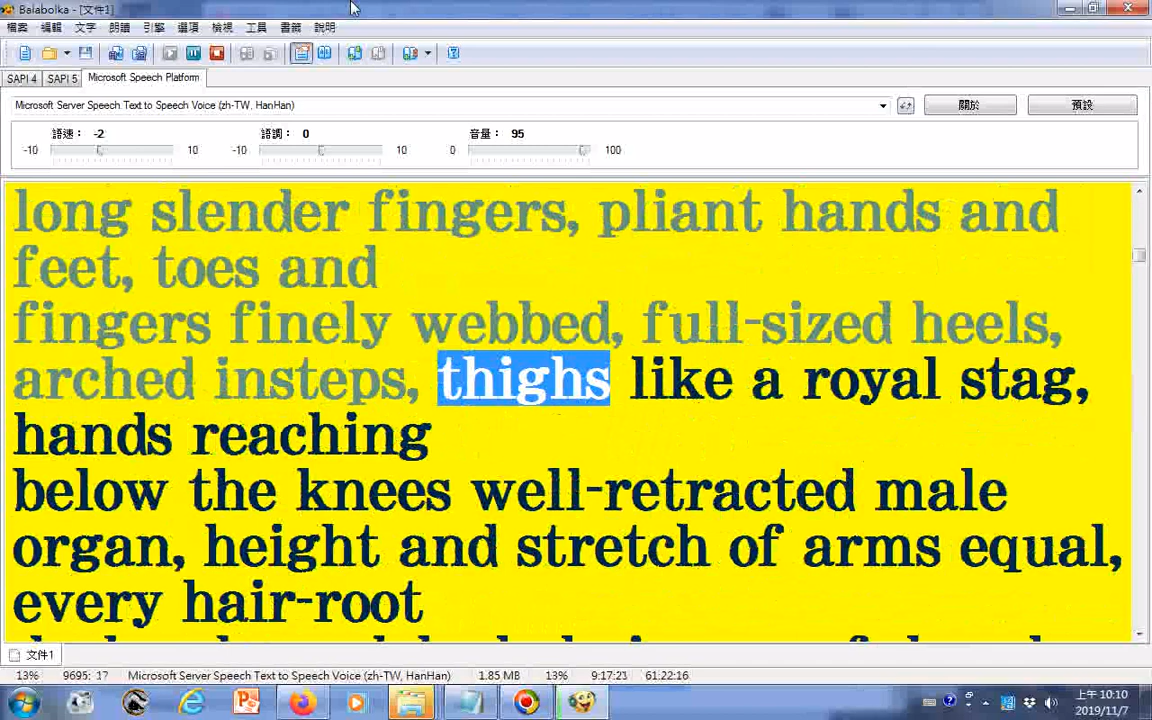 Balabolka - [文件1]
檔案 編輯 文字 朗讀 引擎 選項 檢視 工具 書籤 說明
SAPI 4 SAPI 5 Microsoft Speech Platform
Microsoft Server Speech Text to Speech Voice (zh-TW, HanHan) 關於 預設
語速： -2 語調： 0 音量： 95
-10 10 -10 10 0 100
long slender fingers, pliant hands and
feet, toes and
fingers finely webbed, full-sized heels,
arched insteps, thighs like a royal stag,
hands reaching
below the knees well-retracted male
organ, height and stretch of arms equal,
every hair-root
文件1
13% 9695: 17 Microsoft Server Speech Text to Speech Voice (zh-TW, HanHan) 1.85 MB 13% 9:17:21 61:22:16
上午 10:10
2019/11/7